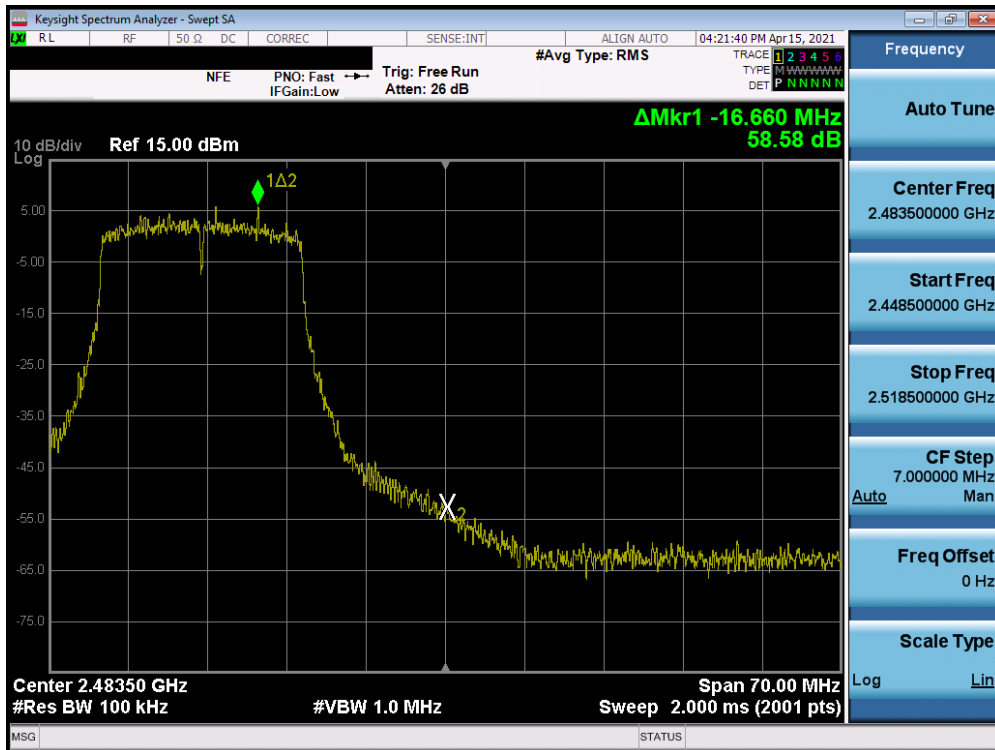 Keysight Spectrum Analyzer - Swept SA
LXI RL RF 50 Ω DC CORREC SENSE:INT ALIGN AUTO 04:21:40 PM Apr 15, 2021
Frequency
#Avg Type: RMS TRACE 1 2 3 4 5 6
NFE PNO: Fast Trig: Free Run TYPE M W W W W W
IFGain:Low Atten: 26 dB DET P N N N N N
Auto Tune
ΔMkr1 -16.660 MHz
58.58 dB
10 dB/div Ref 15.00 dBm
Log
1Δ2
5.00
-5.00
-15.0
-25.0
-35.0
-45.0
-55.0
-65.0
-75.0
X2
Center Freq
2.483500000 GHz
Start Freq
2.448500000 GHz
Stop Freq
2.518500000 GHz
CF Step
7.000000 MHz
Auto Man
Freq Offset
0 Hz
Scale Type
Log Lin
Center 2.48350 GHz Span 70.00 MHz
#Res BW 100 kHz #VBW 1.0 MHz Sweep 2.000 ms (2001 pts)
MSG STATUS